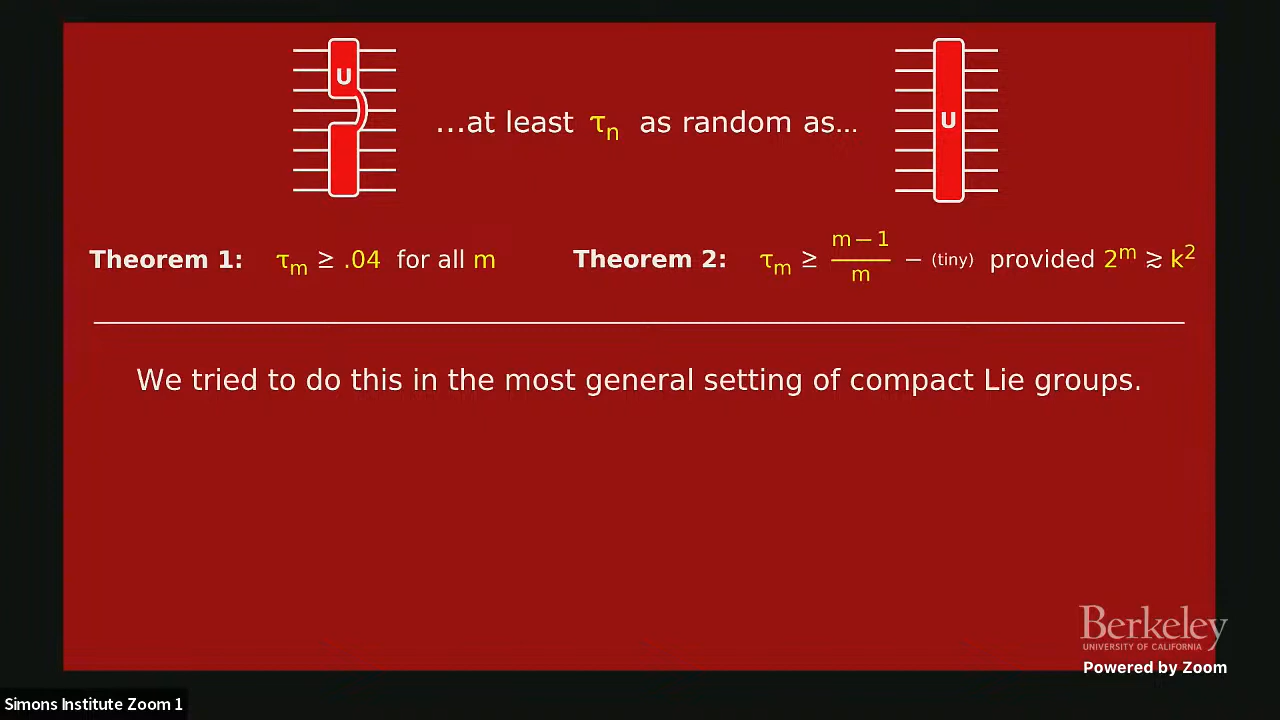 U
U
...at least τₙ as random as...
Theorem 1: τₘ ≥ .04 for all m
Theorem 2: τₘ ≥ (m − 1)/m − (tiny) provided 2ᵐ ≳ k²
We tried to do this in the most general setting of compact Lie groups.
Berkeley
UNIVERSITY OF CALIFORNIA
Powered by Zoom
Simons Institute Zoom 1